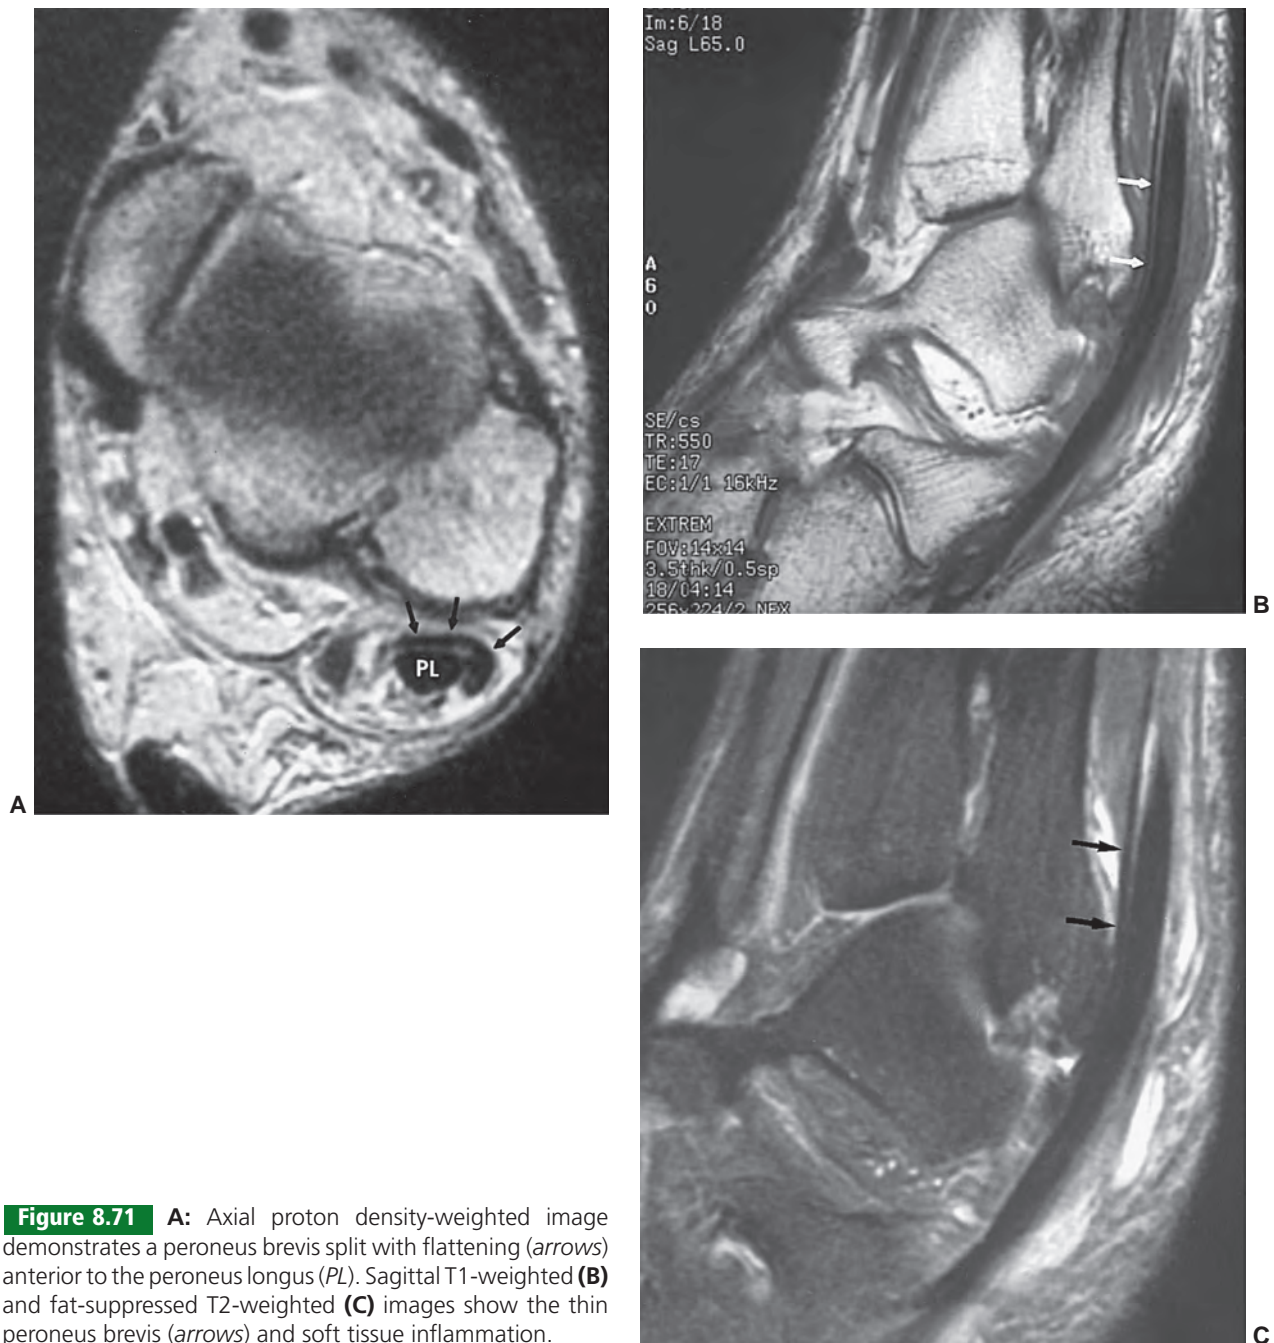 Im:6/18
Sag L65.0
A
6
0
SE/cs
TR:550
TE:17
EC:1/1 16kHz
EXTREM
FOV:14x14
3.5thk/0.5sp
18/04:14
256x224/2 NEX
B
PL
A
C
Figure 8.71 A: Axial proton density-weighted image
demonstrates a peroneus brevis split with flattening (arrows)
anterior to the peroneus longus (PL). Sagittal T1-weighted (B)
and fat-suppressed T2-weighted (C) images show the thin
peroneus brevis (arrows) and soft tissue inflammation.